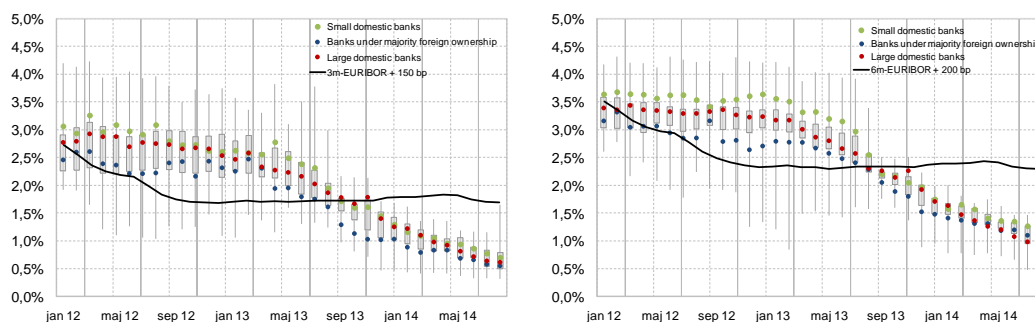 5,0%
4,5%
4,0%
3,5%
3,0%
2,5%
2,0%
1,5%
1,0%
0,5%
0,0%
Small domestic banks
Banks under majority foreign ownership
Large domestic banks
3m-EURIBOR + 150 bp
jan 12 maj 12 sep 12 jan 13 maj 13 sep 13 jan 14 maj 14
5,0%
4,5%
4,0%
3,5%
3,0%
2,5%
2,0%
1,5%
1,0%
0,5%
0,0%
Small domestic banks
Banks under majority foreign ownership
Large domestic banks
6m-EURIBOR + 200 bp
jan 12 maj 12 sep 12 jan 13 maj 13 sep 13 jan 14 maj 14